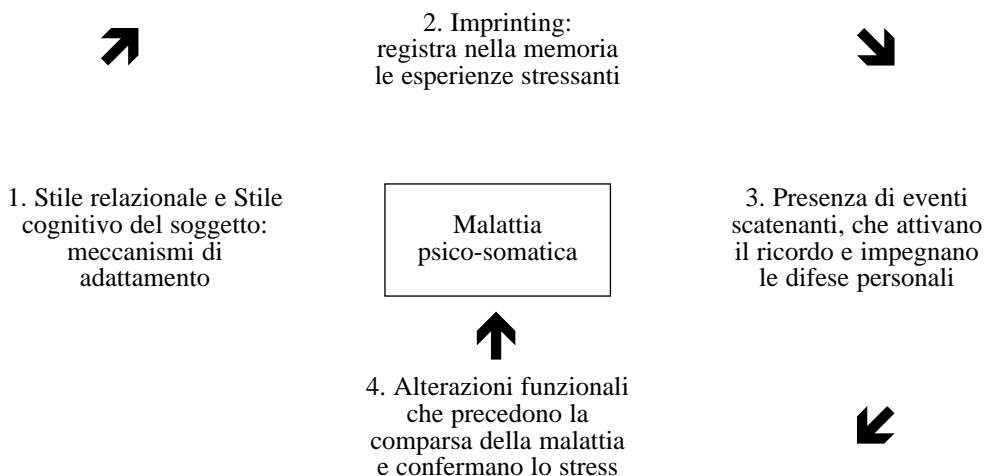 2. Imprinting:
registra nella memoria
le esperienze stressanti
1. Stile relazionale e Stile
cognitivo del soggetto:
meccanismi di
adattamento
Malattia
psico-somatica
3. Presenza di eventi
scatenanti, che attivano
il ricordo e impegnano
le difese personali
4. Alterazioni funzionali
che precedono la
comparsa della malattia
e confermano lo stress